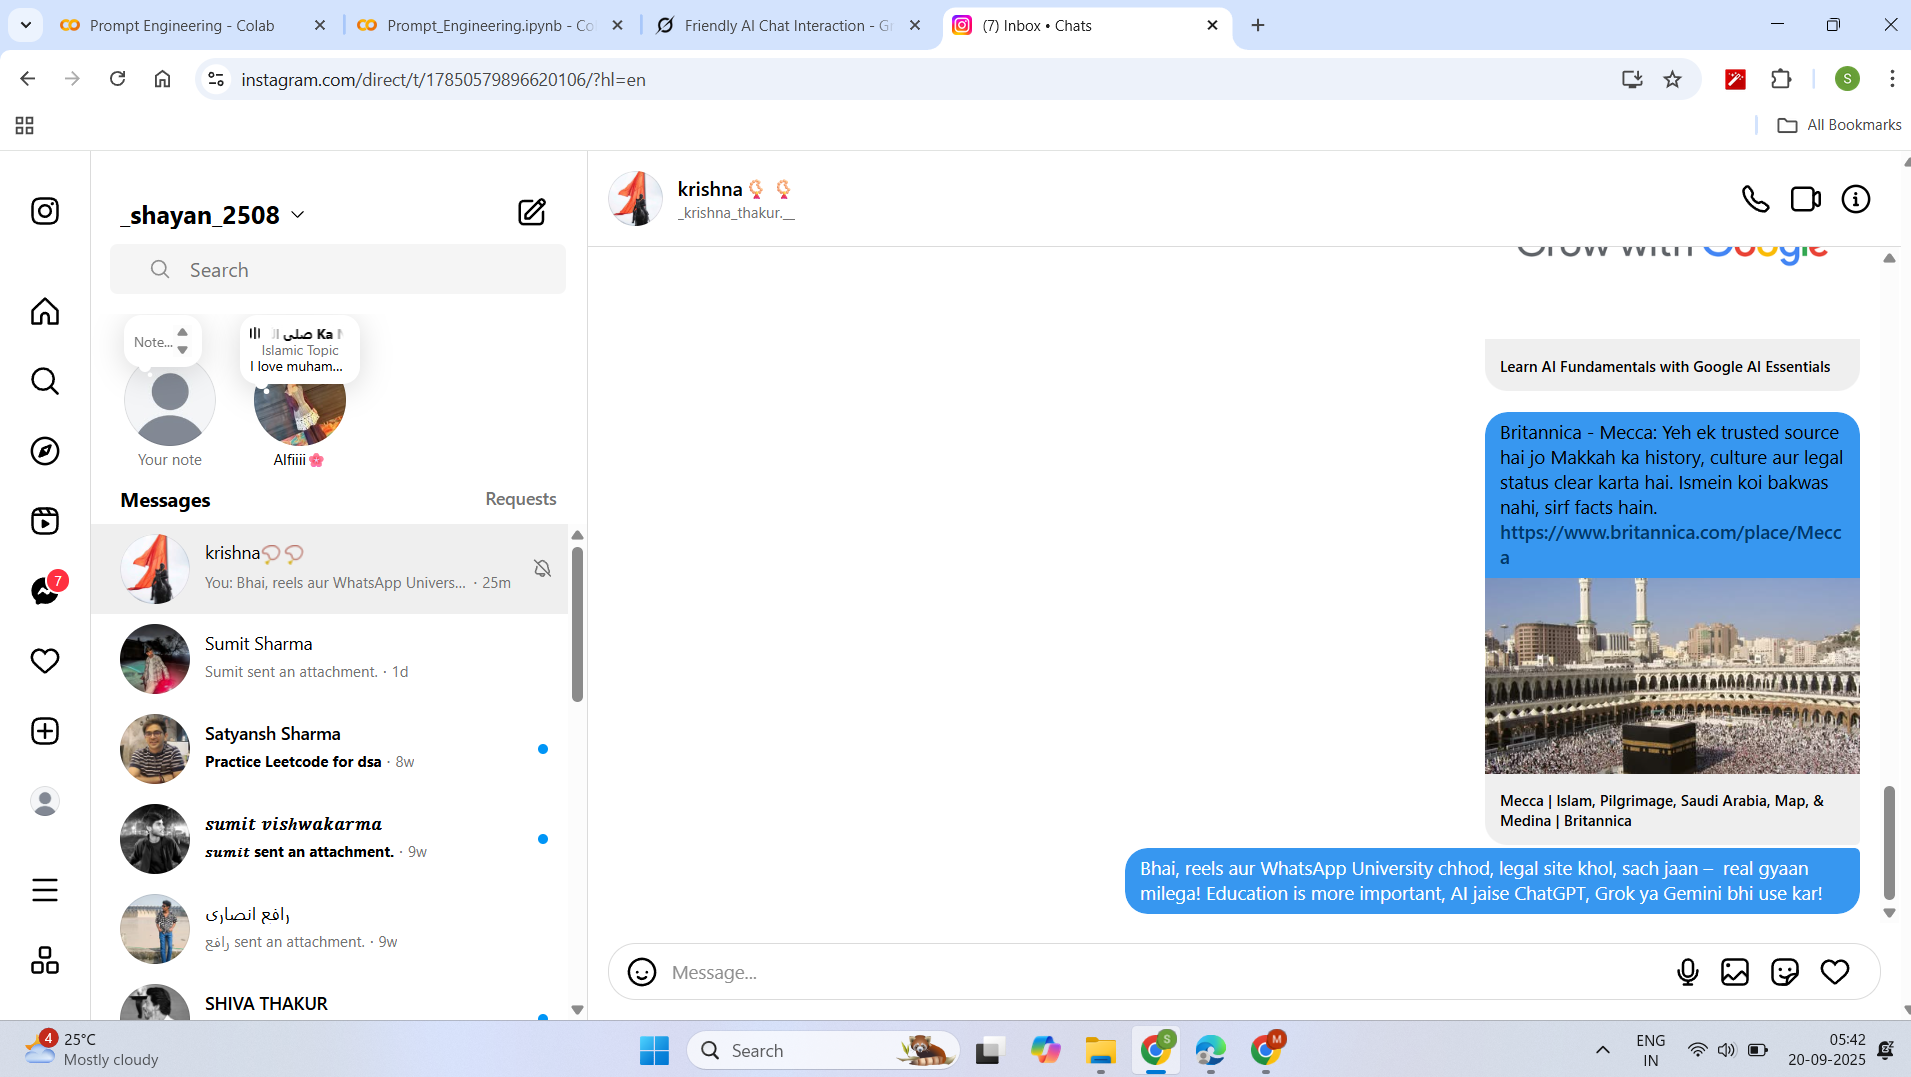 Prompt Engineering - Colab
Prompt_Engineering.ipynb - Co
Friendly AI Chat Interaction - Gr
(7) Inbox • Chats
instagram.com/direct/t/17850579896620106/?hl=en
S
All Bookmarks
_shayan_2508
Search
Note...
صلى ال Ka
Islamic Topic
I love muham...
Your note
Alfiiii🌸
Messages
Requests
7
krishna
You: Bhai, reels aur WhatsApp Univers... · 25m
Sumit Sharma
Sumit sent an attachment. · 1d
Satyansh Sharma
Practice Leetcode for dsa · 8w
sumit vishwakarma
sumit sent an attachment. · 9w
رافع انصاری
رافع sent an attachment. · 9w
SHIVA THAKUR
krishna
_krishna_thakur.__
Grow with Google
Learn AI Fundamentals with Google AI Essentials
Britannica - Mecca: Yeh ek trusted source
hai jo Makkah ka history, culture aur legal
status clear karta hai. Ismein koi bakwas
nahi, sirf facts hain.
https://www.britannica.com/place/Mecc
a
Mecca | Islam, Pilgrimage, Saudi Arabia, Map, &
Medina | Britannica
Bhai, reels aur WhatsApp University chhod, legal site khol, sach jaan – real gyaan
milega! Education is more important, AI jaise ChatGPT, Grok ya Gemini bhi use kar!
Message...
4
25°C
Mostly cloudy
Search
S
M
ENG
IN
05:42
20-09-2025